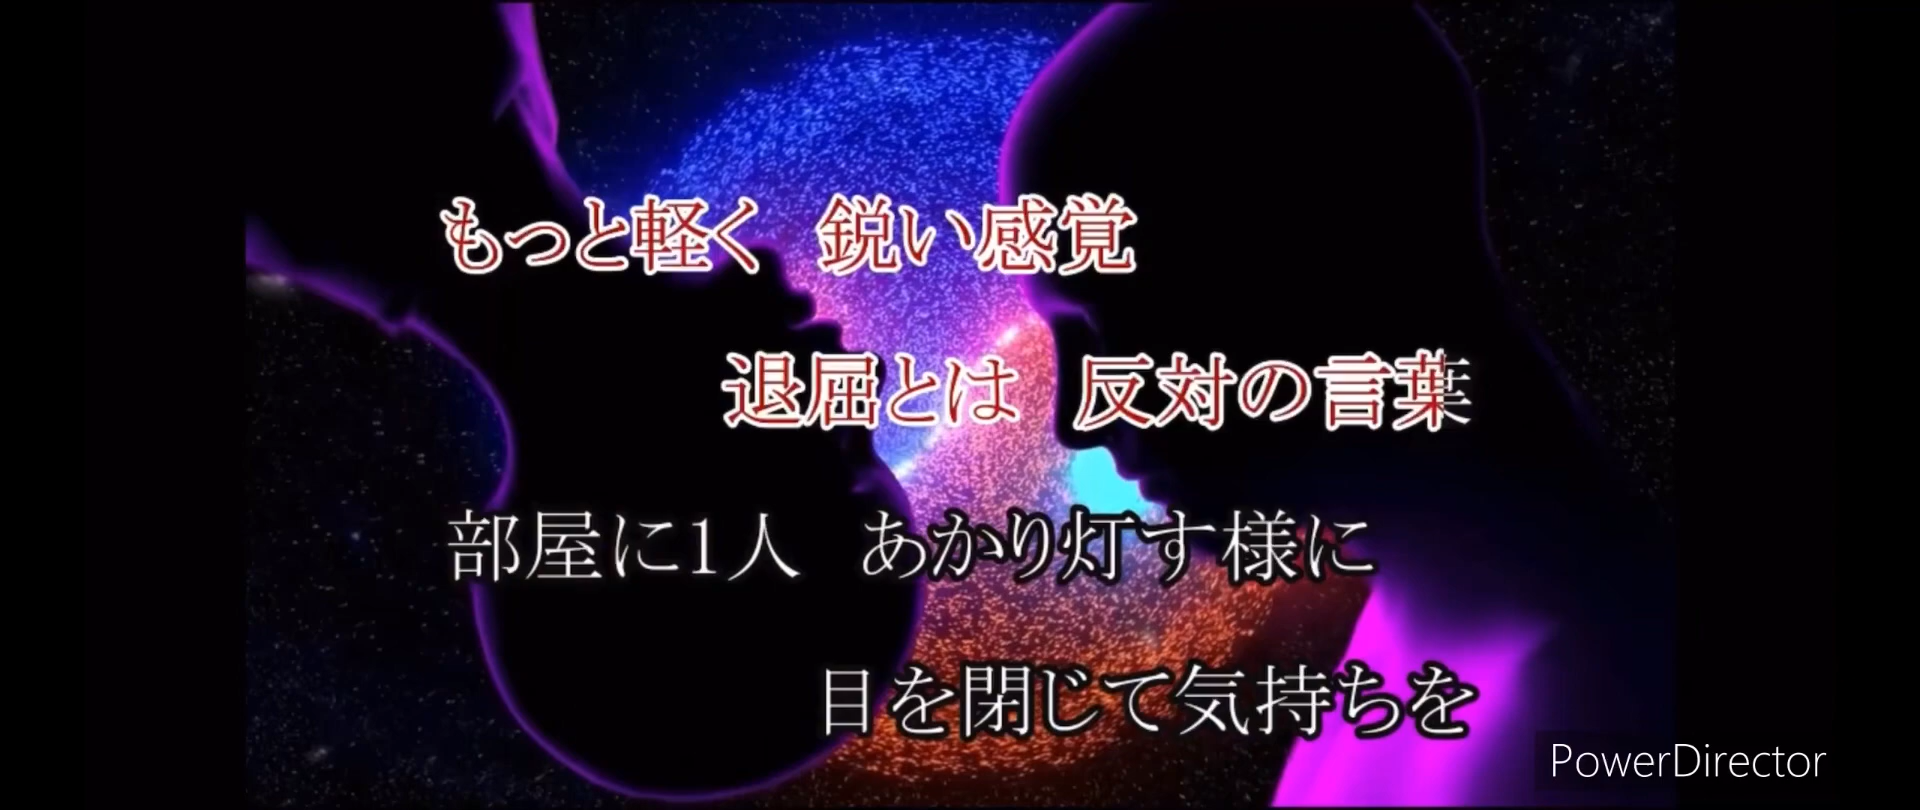 もっと軽く　鋭い感覚
退屈とは　反対の言葉
部屋に1人　あかり灯す様に
目を閉じて気持ちを
PowerDirector